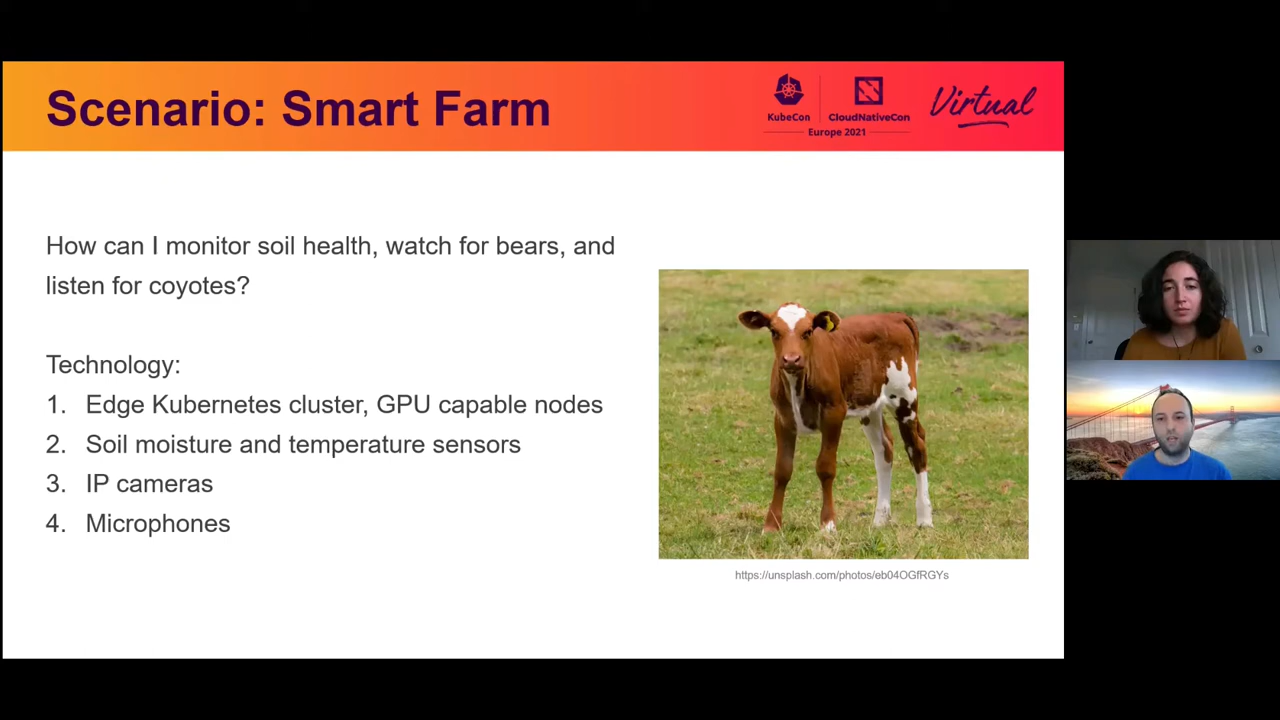 Scenario: Smart Farm
KubeCon
CloudNativeCon
Europe 2021
Virtual
How can I monitor soil health, watch for bears, and
listen for coyotes?
Technology:
1. Edge Kubernetes cluster, GPU capable nodes
2. Soil moisture and temperature sensors
3. IP cameras
4. Microphones
https://unsplash.com/photos/eb04OGfRGYs